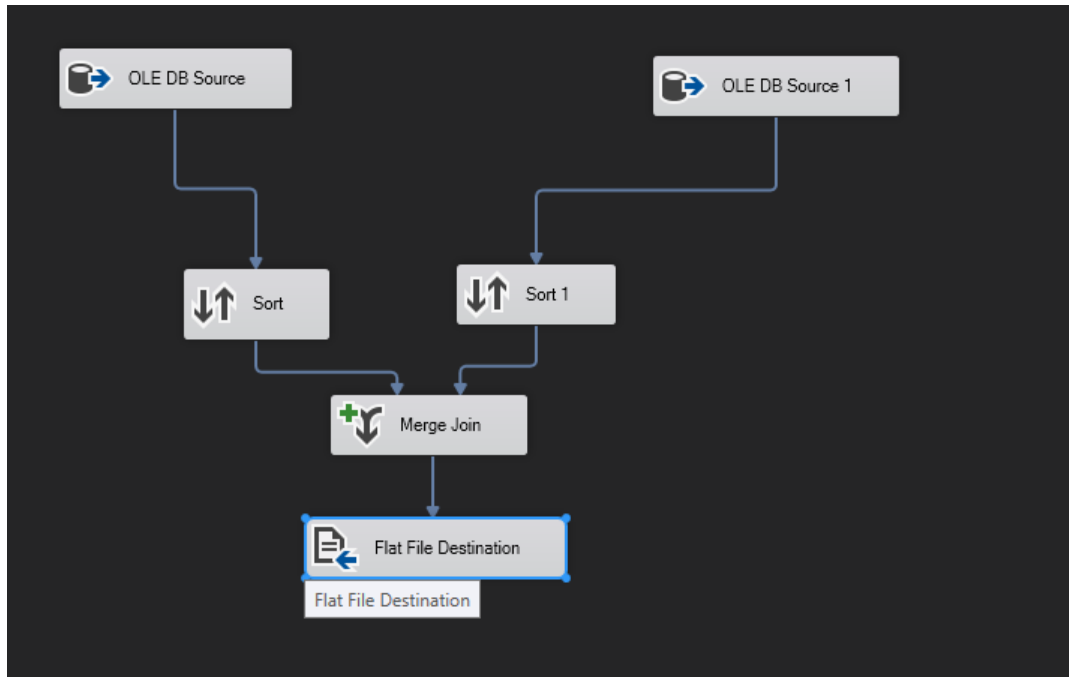 OLE DB Source
OLE DB Source 1
Sort
Sort 1
Merge Join
Flat File Destination
Flat File Destination